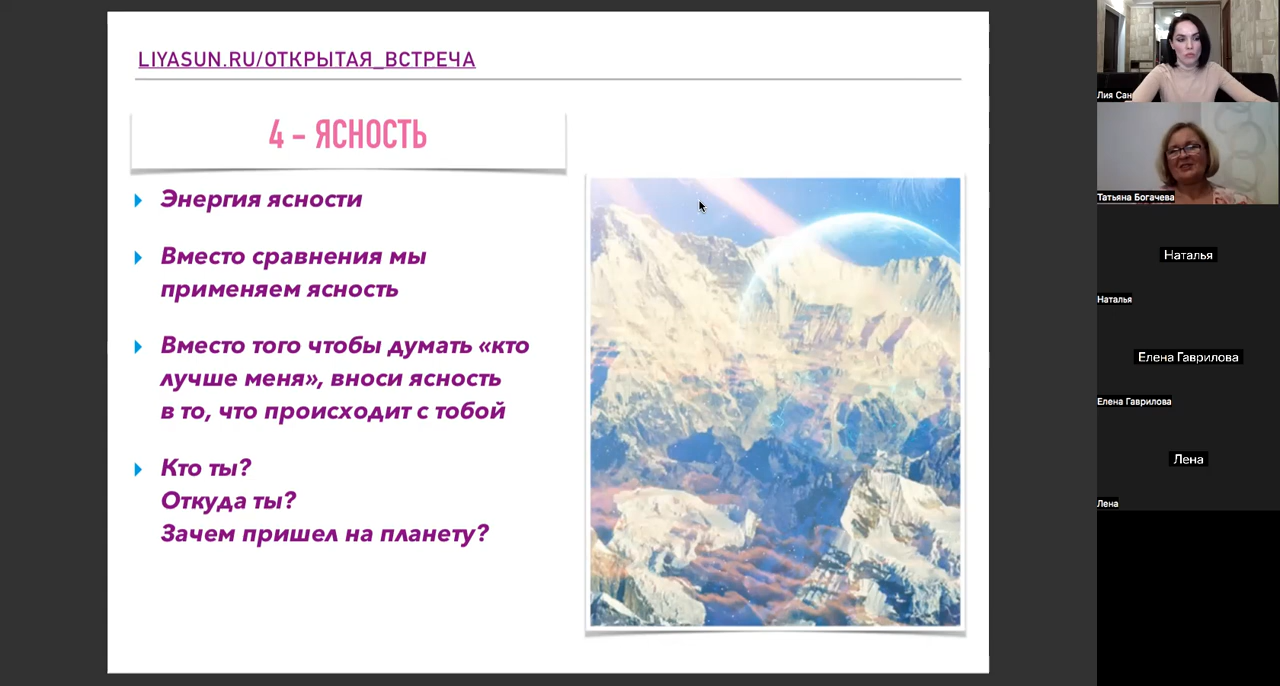 LIYASUN.RU/ОТКРЫТАЯ_ВСТРЕЧА
4 – ЯСНОСТЬ
Энергия ясности
Вместо сравнения мы
применяем ясность
Вместо того чтобы думать «кто
лучше меня», вноси ясность
в то, что происходит с тобой
Кто ты?
Откуда ты?
Зачем пришел на планету?
Лия Сан
Татьяна Богачева
Наталья
Наталья
Елена Гаврилова
Елена Гаврилова
Лена
Лена